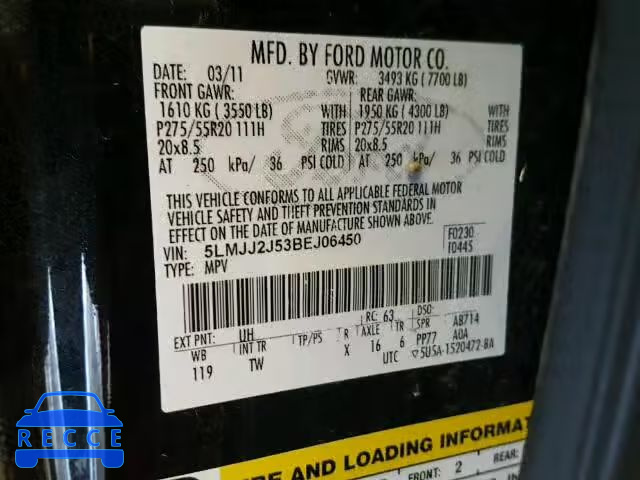 MFD. BY FORD MOTOR CO.
DATE: 03/11 GVWR: 3493 KG ( 7700 LB)
FRONT GAWR: REAR GAWR:
1610 KG ( 3550 LB) WITH 1950 KG ( 4300 LB) WITH
P275/55R20 111H TIRES P275/55R20 111H TIRES
20x8.5 RIMS 20x8.5 RIMS
AT 250 kPa/ 36 PSI COLD AT 250 kPa/ 36 PSI COLD
THIS VEHICLE CONFORMS TO ALL APPLICABLE FEDERAL MOTOR
VEHICLE SAFETY AND THEFT PREVENTION STANDARDS IN
EFFECT ON THE DATE OF MANUFACTURE SHOWN ABOVE.
VIN: 5LMJJ2J53BEJ06450 F0230
TYPE: MPV I0445
EXT PNT: UH RC: 63 DSO:
WB INT TR TP/PS R AXLE TR SPR A8714
119 TW X 16 6 PP77 A0A
UTC 5U5A-1520472-BA
RECCE
IRE AND LOADING INFORMAT
FRONT: 2 REAR: